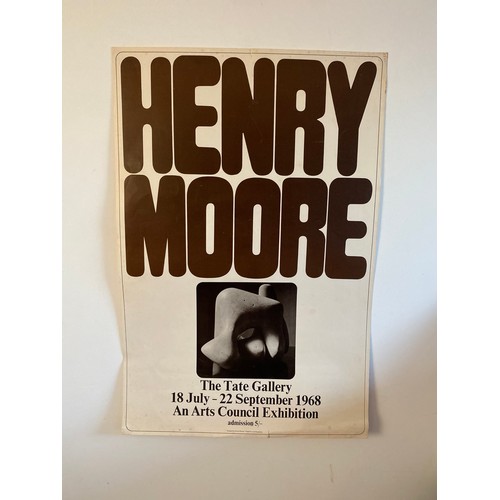 HENRY
MOORE
The Tate Gallery
18 July – 22 September 1968
An Arts Council Exhibition
admission 5/-